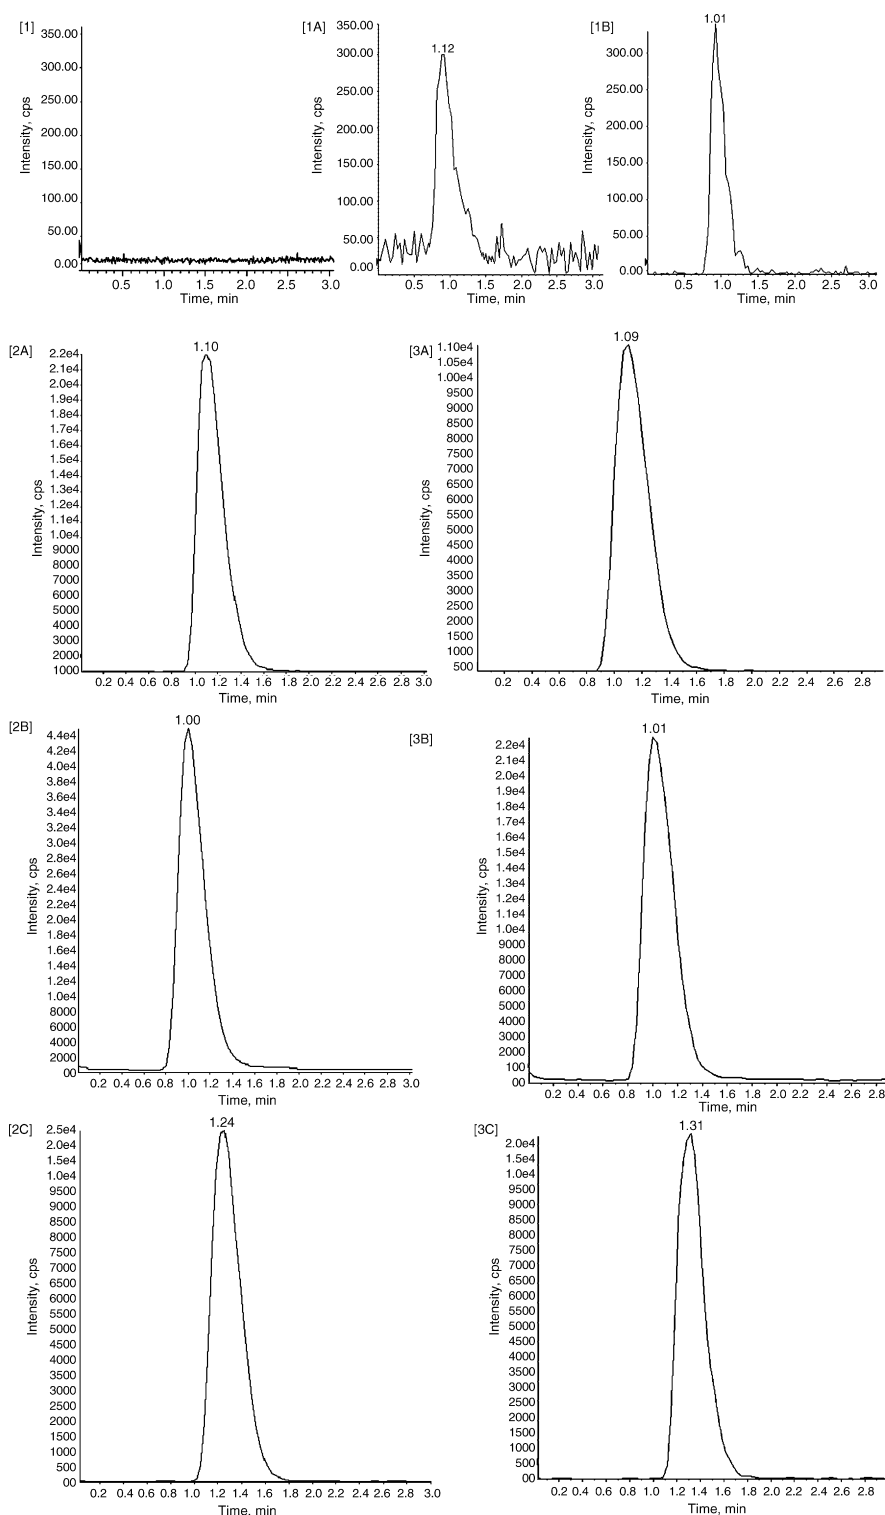 [1]
350.00
300.00
250.00
200.00
150.00
100.00
50.00
0.00
Intensity, cps
0.5 1.0 1.5 2.0 2.5 3.0
Time, min
[1A]
1.12
350.00
300.00
250.00
200.00
150.00
100.00
50.00
0.00
Intensity, cps
0.5 1.0 1.5 2.0 2.5 3.0
Time, min
[1B]
1.01
300.00
250.00
200.00
150.00
100.00
50.00
0.00
Intensity, cps
0.5 1.0 1.5 2.0 2.5 3.0
Time, min
[2A]
1.10
2.2e4
2.1e4
2.0e4
1.9e4
1.8e4
1.7e4
1.6e4
1.5e4
1.4e4
1.3e4
1.2e4
1.1e4
1.0e4
9000
8000
7000
6000
5000
4000
3000
2000
1000
Intensity, cps
0.2 0.4 0.6 0.8 1.0 1.2 1.4 1.6 1.8 2.0 2.2 2.4 2.6 2.8 3.0
Time, min
[3A]
1.09
1.10e4
1.05e4
1.00e4
9500
9000
8500
8000
7500
7000
6500
6000
5500
5000
4500
4000
3500
3000
2500
2000
1500
1000
500
Intensity, cps
0.2 0.4 0.6 0.8 1.0 1.2 1.4 1.6 1.8 2.0 2.2 2.4 2.6 2.8
Time, min
[2B]
1.00
4.4e4
4.2e4
4.0e4
3.8e4
3.6e4
3.4e4
3.2e4
3.0e4
2.8e4
2.6e4
2.4e4
2.2e4
2.0e4
1.8e4
1.6e4
1.4e4
1.2e4
1.0e4
8000
6000
4000
2000
00
Intensity, cps
0.2 0.4 0.6 0.8 1.0 1.2 1.4 1.6 1.8 2.0 2.2 2.4 2.6 2.8 3.0
Time, min
[3B]
1.01
2.2e4
2.1e4
2.0e4
1.9e4
1.8e4
1.7e4
1.6e4
1.5e4
1.4e4
1.3e4
1.2e4
1.1e4
1.0e4
9000
8000
7000
6000
5000
4000
3000
2000
100
00
Intensity, cps
0.2 0.4 0.6 0.8 1.0 1.2 1.4 1.6 1.8 2.0 2.2 2.4 2.6 2.8
Time, min
[2C]
1.24
2.5e4
2.0e4
1.5e4
1.0e4
9500
9000
8500
8000
7500
7000
6500
6000
5500
5000
4500
4000
3500
3000
2500
2000
1500
1000
500
00
Intensity, cps
0.2 0.4 0.6 0.8 1.0 1.2 1.4 1.6 1.8 2.0 2.2 2.4 2.6 2.8 3.0
Time, min
[3C]
1.31
2.0e4
1.5e4
1.0e4
9500
9000
8500
8000
7500
7000
6500
6000
5500
5000
4500
4000
3500
3000
2500
2000
1500
1000
500
00
Intensity, cps
0.2 0.4 0.6 0.8 1.0 1.2 1.4 1.6 1.8 2.0 2.2 2.4 2.6 2.8
Time, min